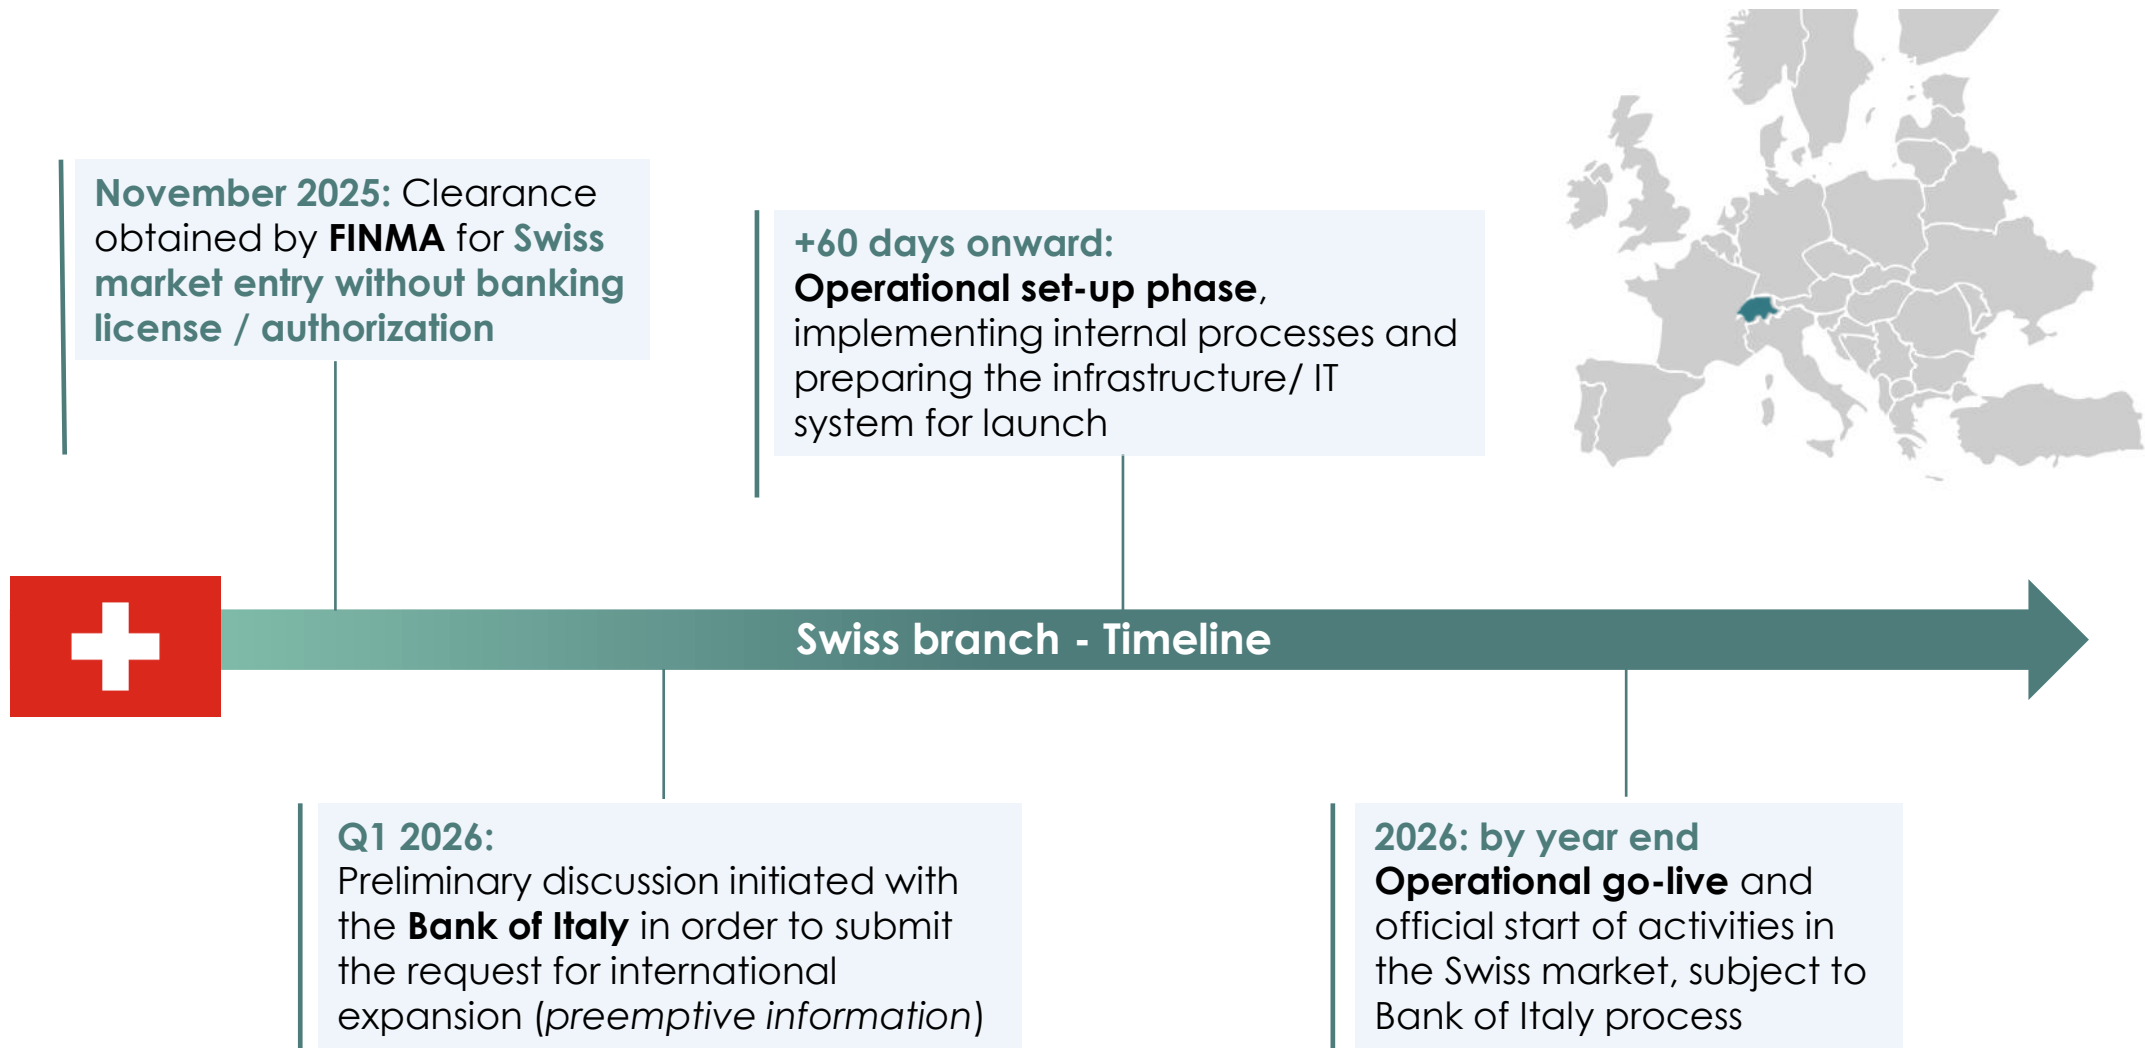 November 2025: Clearance
obtained by FINMA for Swiss
market entry without banking
license / authorization
+60 days onward:
Operational set-up phase,
implementing internal processes and
preparing the infrastructure/ IT
system for launch
Swiss branch - Timeline
Q1 2026:
Preliminary discussion initiated with
the Bank of Italy in order to submit
the request for international
expansion (preemptive information)
2026: by year end
Operational go-live and
official start of activities in
the Swiss market, subject to
Bank of Italy process